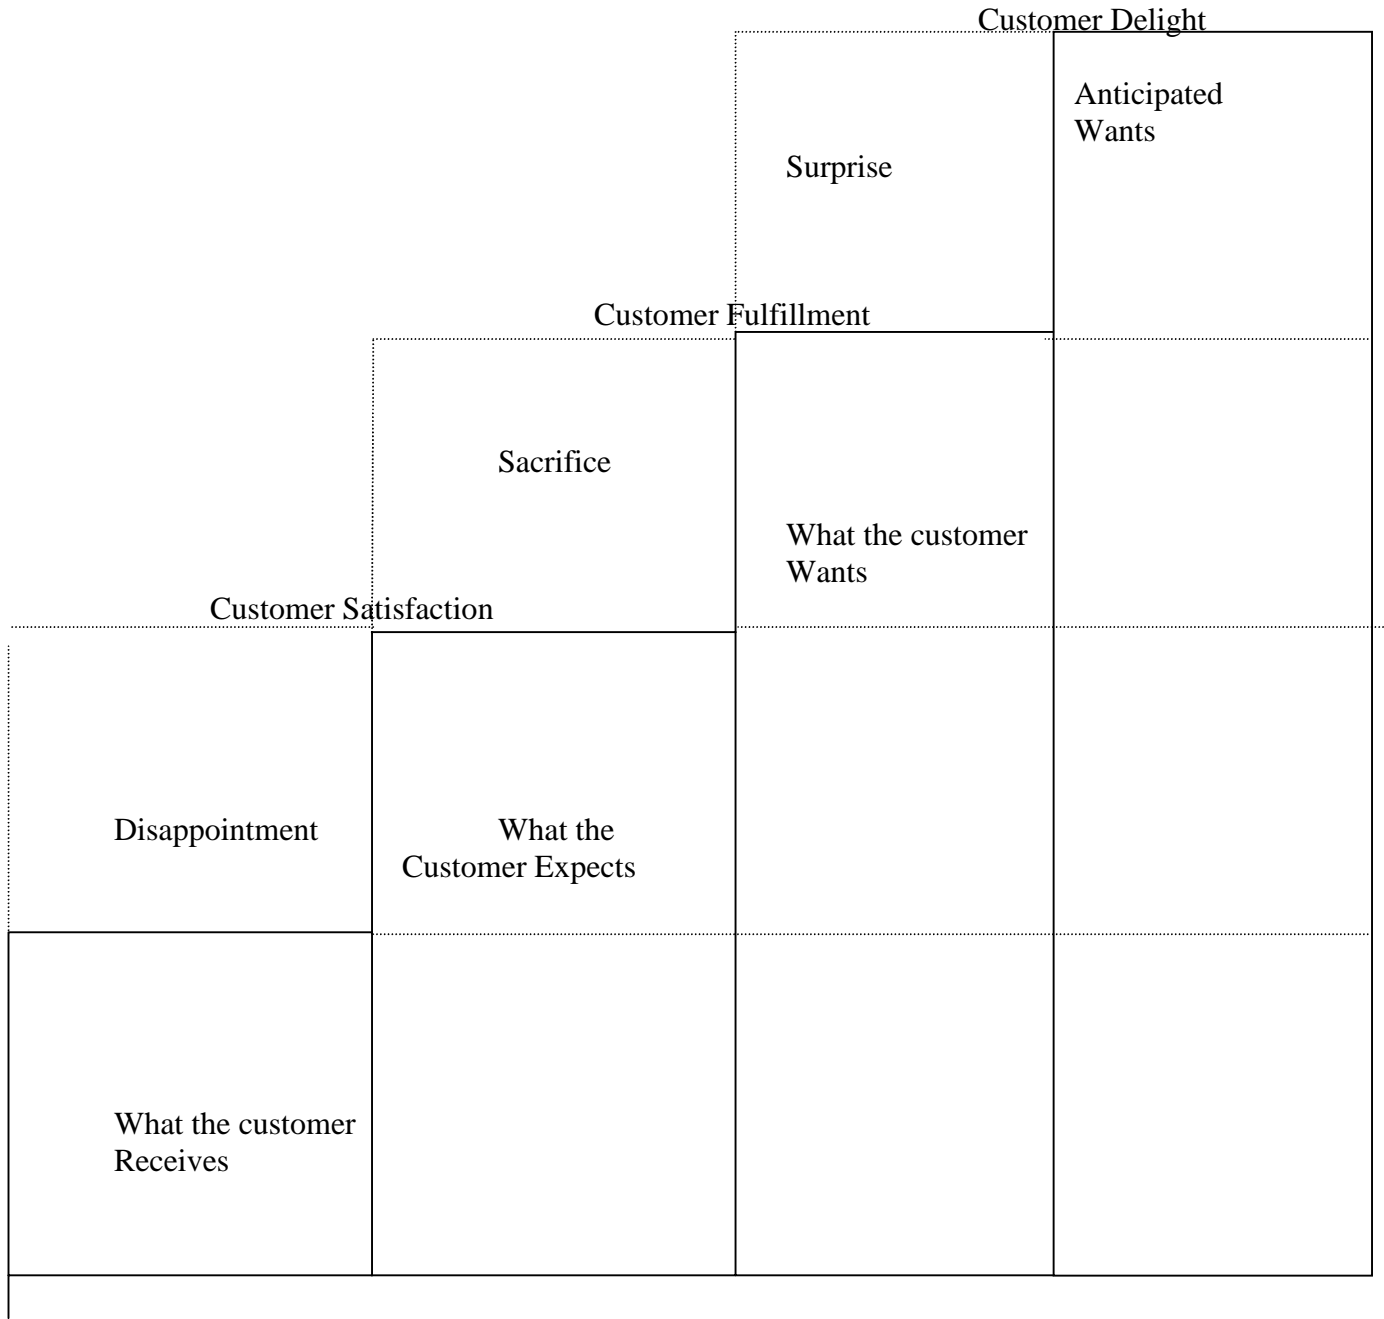 Customer Delight
Anticipated
Wants
Surprise
Customer Fulfillment
Sacrifice
What the customer
Wants
Customer Satisfaction
Disappointment
What the
Customer Expects
What the customer
Receives